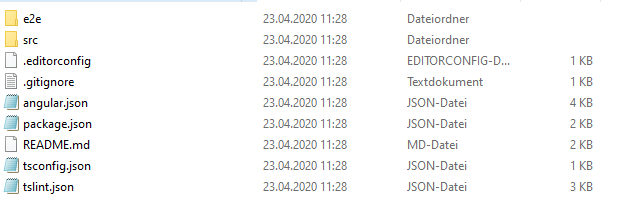 e2e 23.04.2020 11:28 Dateiordner
src 23.04.2020 11:28 Dateiordner
.editorconfig 23.04.2020 11:28 EDITORCONFIG-D... 1 KB
.gitignore 23.04.2020 11:28 Textdokument 1 KB
angular.json 23.04.2020 11:28 JSON-Datei 4 KB
package.json 23.04.2020 11:28 JSON-Datei 2 KB
README.md 23.04.2020 11:28 MD-Datei 2 KB
tsconfig.json 23.04.2020 11:28 JSON-Datei 1 KB
tslint.json 23.04.2020 11:28 JSON-Datei 3 KB